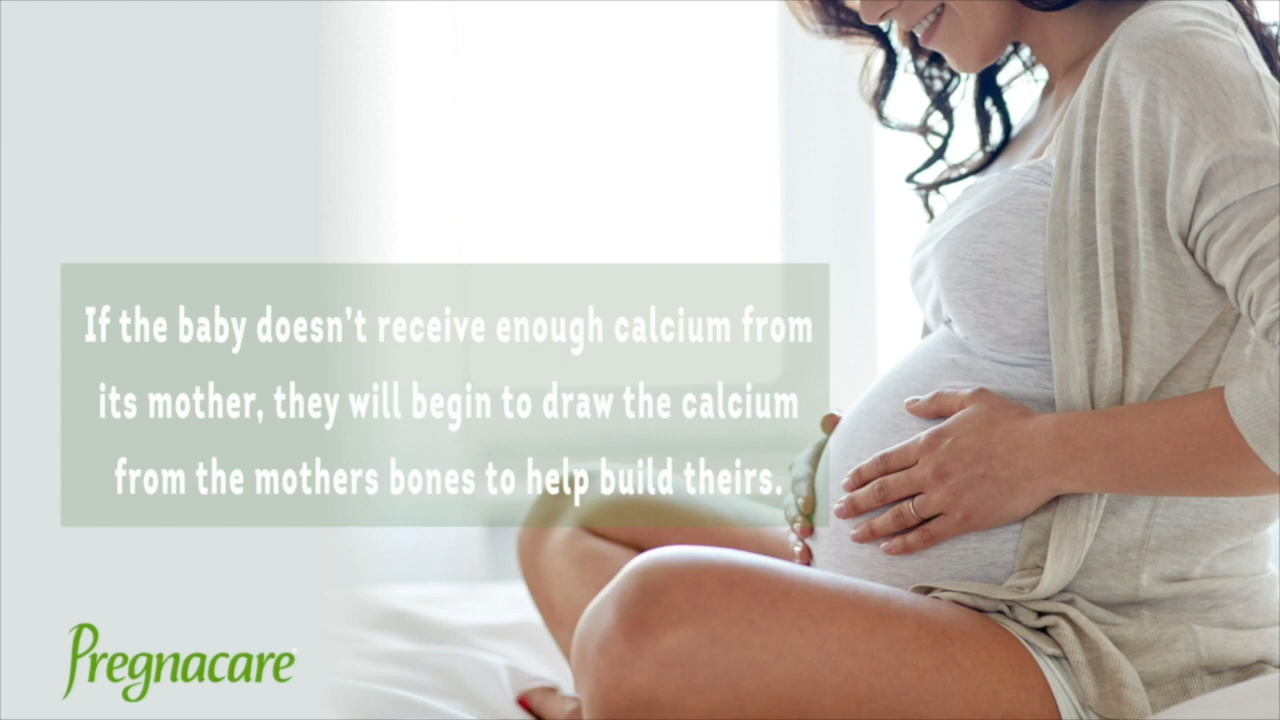 If the baby doesn't receive enough calcium from
its mother, they will begin to draw the calcium
from the mothers bones to help build theirs.
Pregnacare